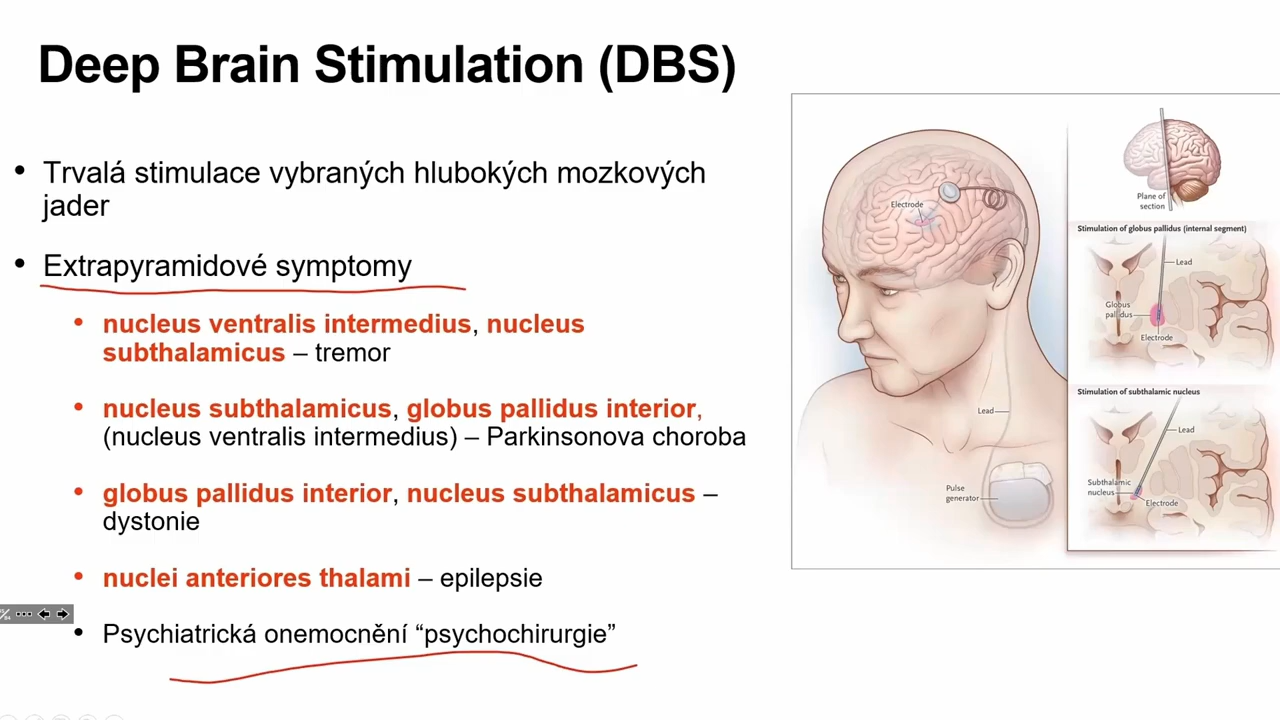 Deep Brain Stimulation (DBS)
• Trvalá stimulace vybraných hlubokých mozkových
jader
• Extrapyramidové symptomy
• nucleus ventralis intermedius, nucleus
subthalamicus – tremor
• nucleus subthalamicus, globus pallidus interior,
(nucleus ventralis intermedius) – Parkinsonova choroba
• globus pallidus interior, nucleus subthalamicus –
dystonie
• nuclei anteriores thalami – epilepsie
• Psychiatrická onemocnění “psychochirurgie”
Electrode
Lead
Pulse
generator
Plane of
section
Stimulation of globus pallidus (internal segment)
Lead
Globus
pallidus
Electrode
Stimulation of subthalamic nucleus
Lead
Subthalamic
nucleus
Electrode